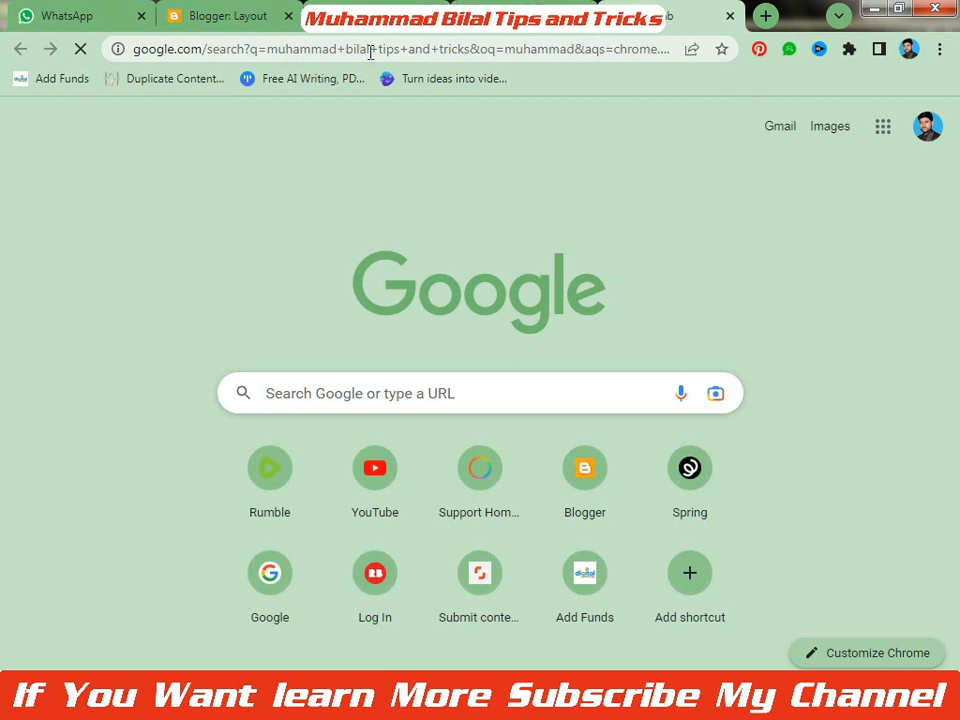 WhatsApp
Blogger: Layout
Muhammad Bilal Tips and Tricks
google.com/search?q=muhammad+bilal+tips+and+tricks&oq=muhammad&aqs=chrome....
Add Funds
Duplicate Content...
Free AI Writing, PD...
Turn ideas into vide...
Gmail
Images
Google
Search Google or type a URL
Rumble
YouTube
Support Hom...
Blogger
Spring
Google
Log In
Submit conte...
Add Funds
Add shortcut
Customize Chrome
If You Want learn More Subscribe My Channel